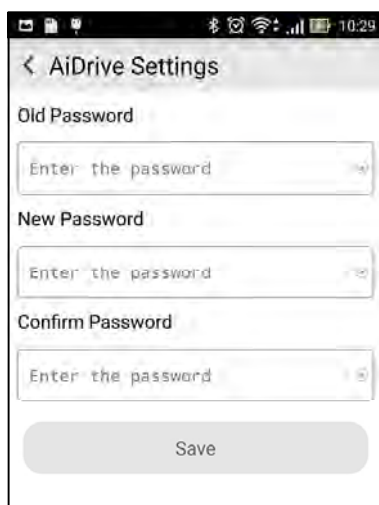 10:29
AiDrive Settings
Old Password
Enter the password
New Password
Enter the password
Confirm Password
Enter the password
Save